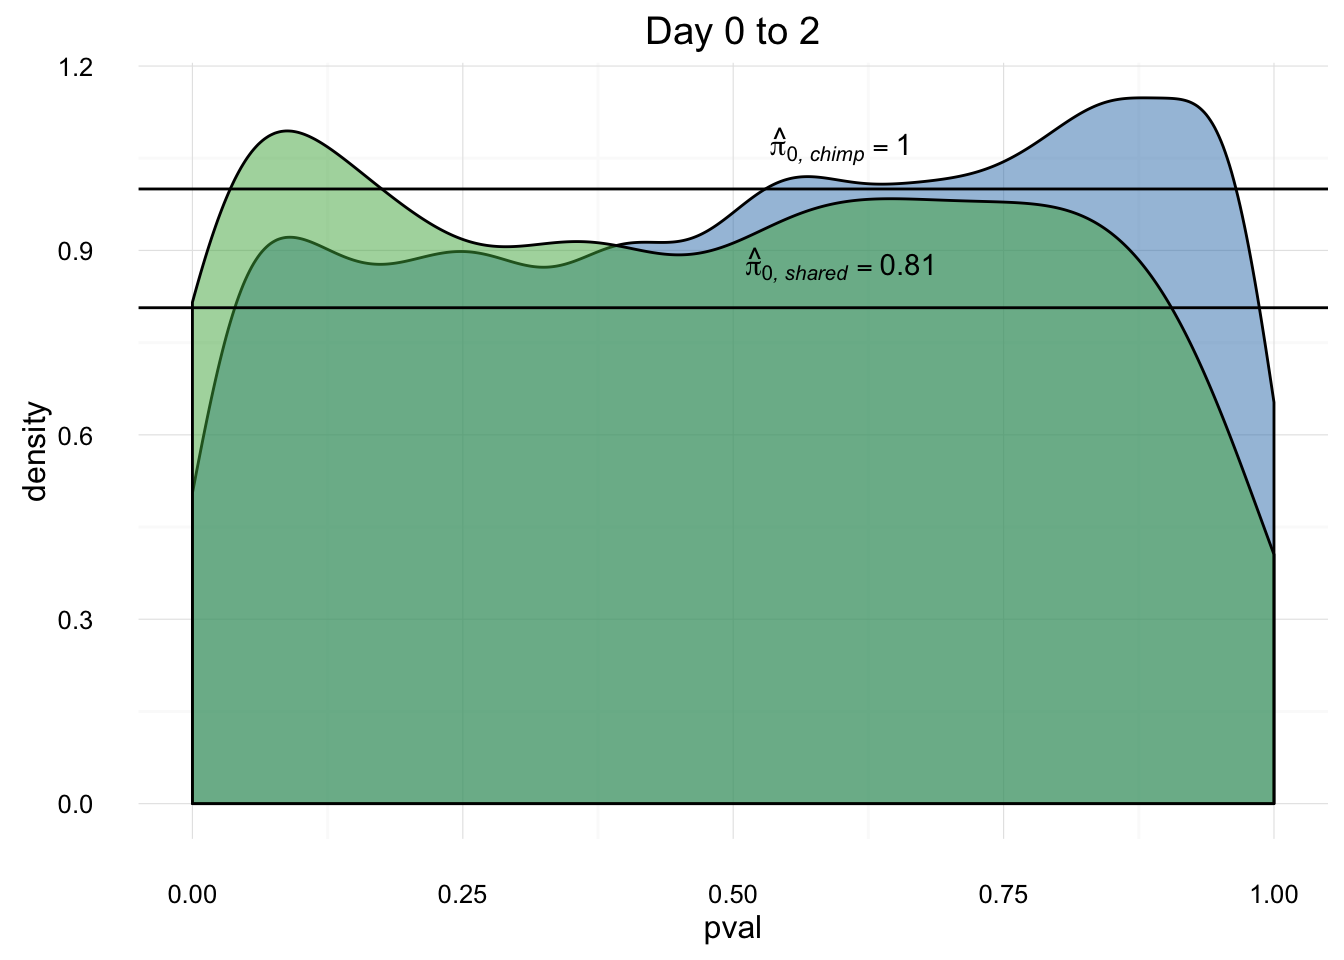 Day 0 to 2
1.2
0.9
0.6
0.3
0.0
density
π̂0, chimp = 1
π̂0, shared = 0.81
0.00 0.25 0.50 0.75 1.00
pval